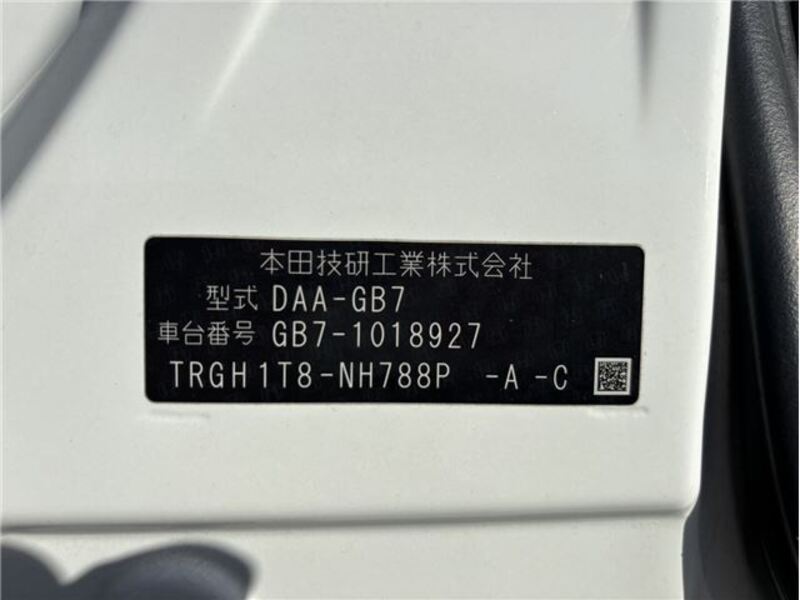 本田技研工業株式会社
型式 DAA-GB7
車台番号 GB7-1018927
TRGH1T8-NH788P -A -C